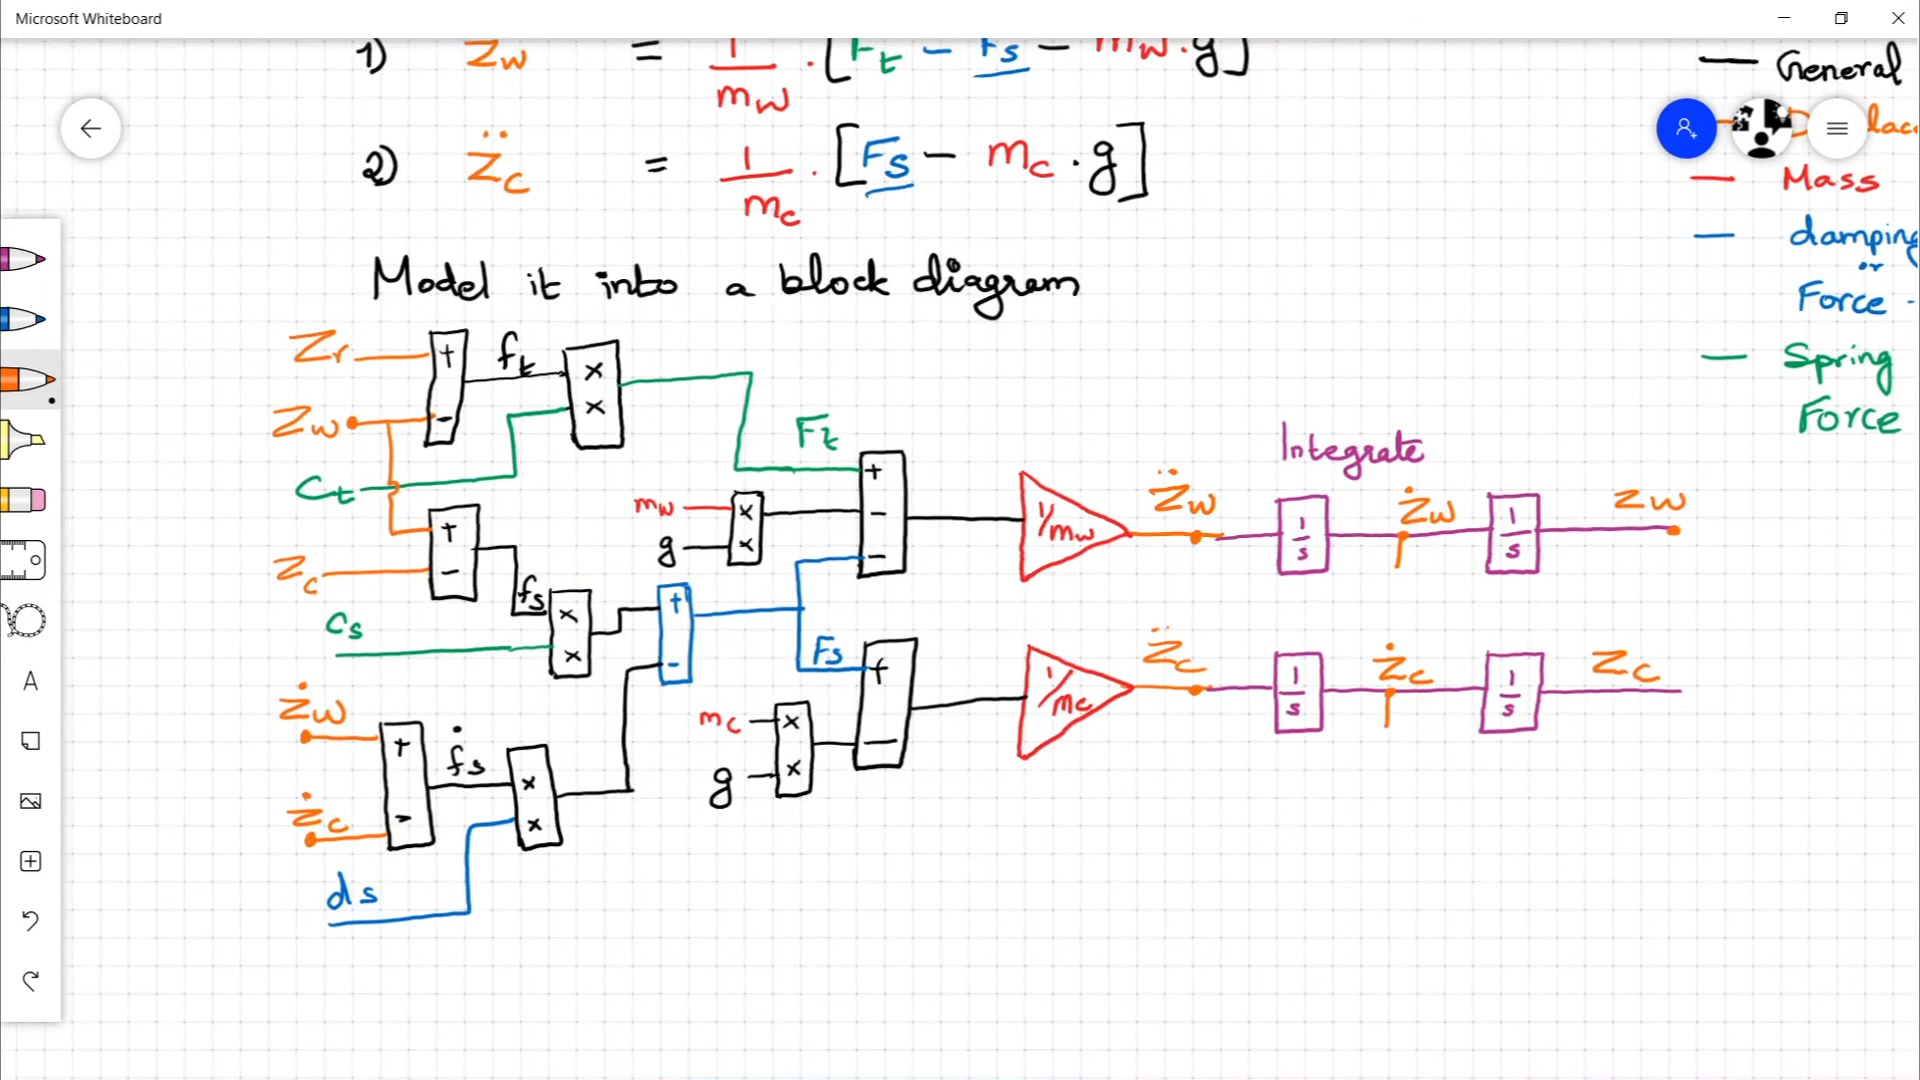 Microsoft Whiteboard
1) Z̈w = 1/mw · [Ft - Fs - mw·g]
2) Z̈c = 1/mc · [Fs - mc·g]
General
Mass
damping
or
Force
Spring
Force
Model it into a block diagram
Zr + ft ×
Zw - ×
Ct
Ft + -  -
mw ×
g ×
1/mw Z̈w
Integrate
1/s Żw 1/s Zw
Zc + -
fs × ×
Cs
+ -
Fs + -
mc ×
g ×
1/mc Z̈c
1/s Żc 1/s Zc
Żw +
Żc -
ḟs × ×
ds
A